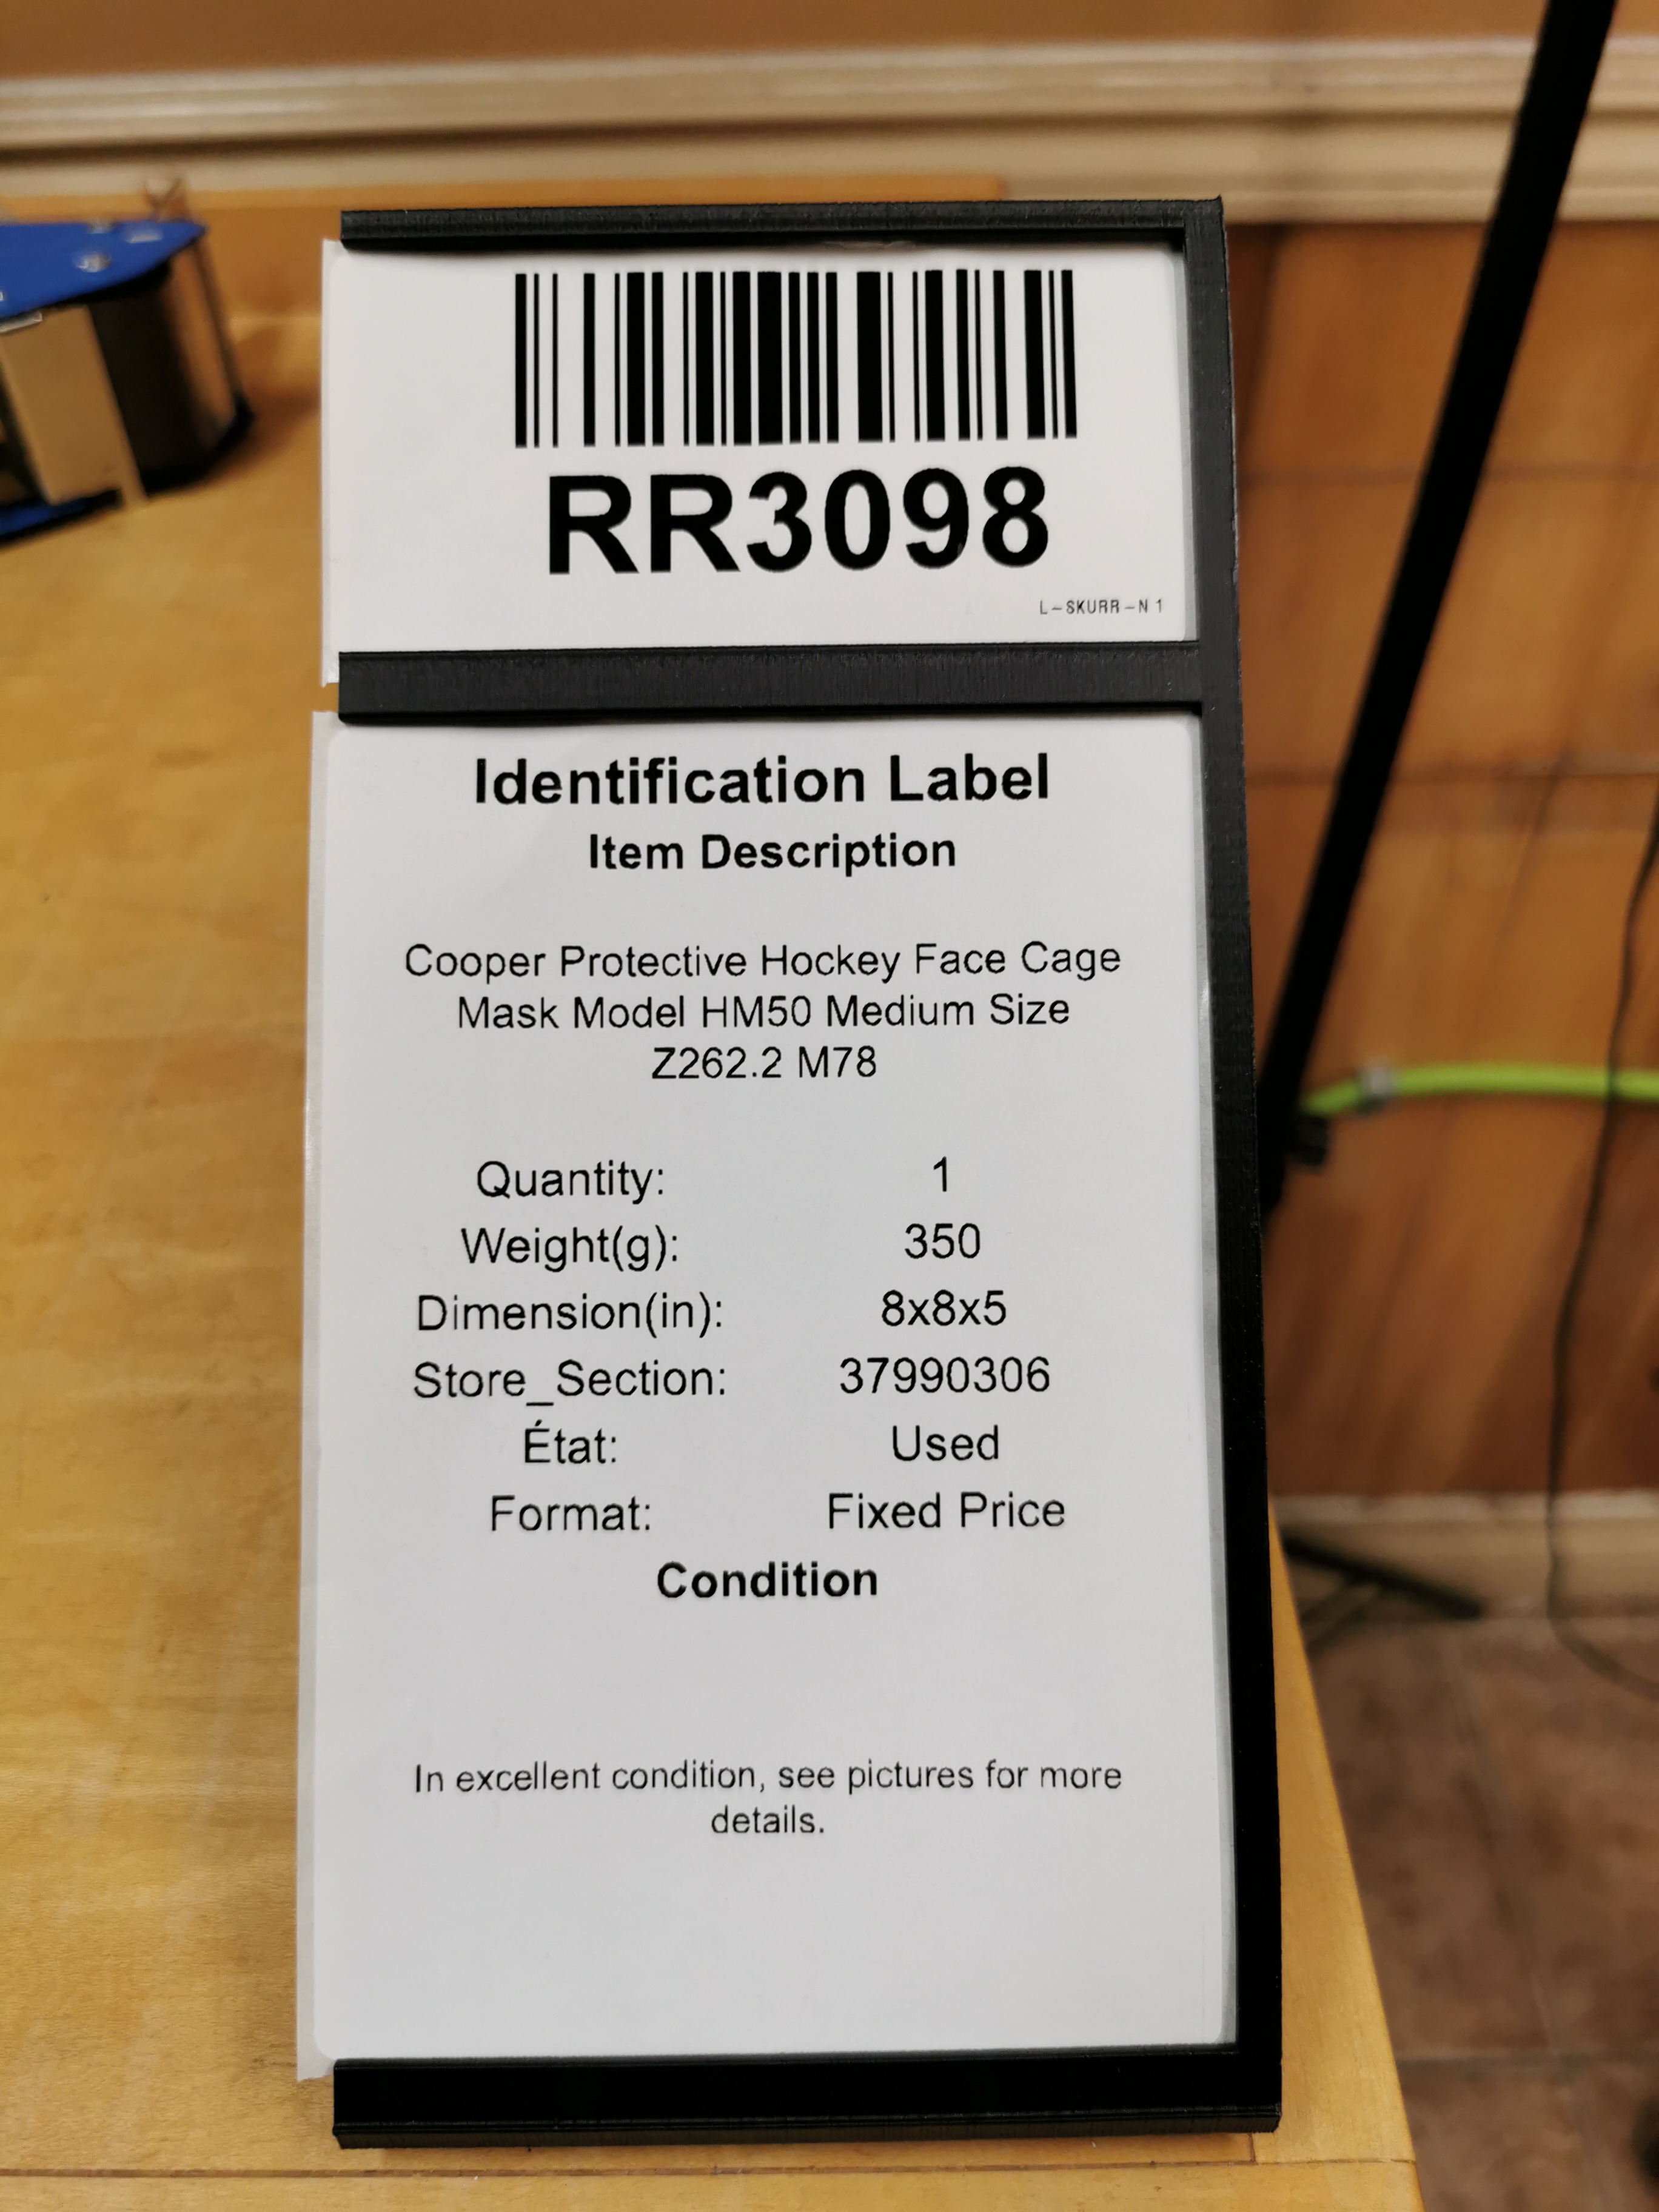 RR3098
L-SKURR-N 1
Identification Label
Item Description
Cooper Protective Hockey Face Cage
Mask Model HM50 Medium Size
Z262.2 M78
Quantity: 1
Weight(g): 350
Dimension(in): 8x8x5
Store_Section: 37990306
État: Used
Format: Fixed Price
Condition
In excellent condition, see pictures for more
details.